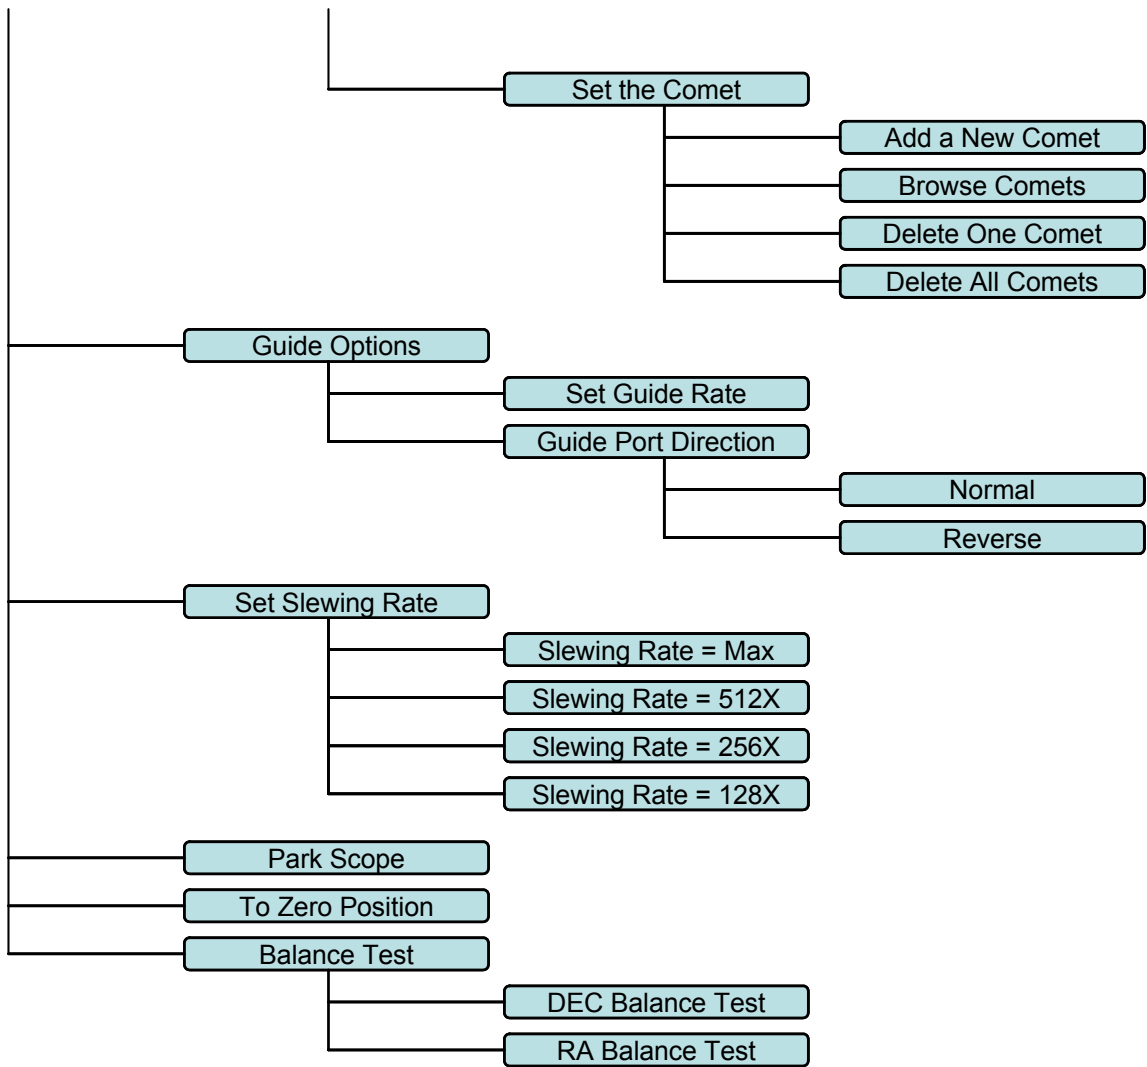 Set the Comet
Add a New Comet
Browse Comets
Delete One Comet
Delete All Comets
Guide Options
Set Guide Rate
Guide Port Direction
Normal
Reverse
Set Slewing Rate
Slewing Rate = Max
Slewing Rate = 512X
Slewing Rate = 256X
Slewing Rate = 128X
Park Scope
To Zero Position
Balance Test
DEC Balance Test
RA Balance Test